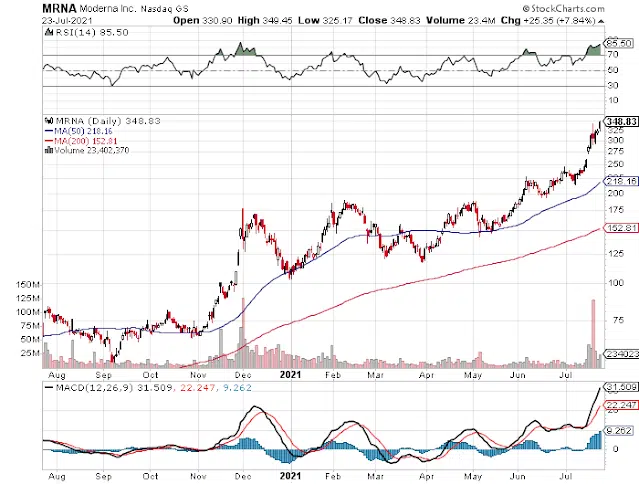 MRNA Moderna Inc. Nasdaq GS © StockCharts.com
23-Jul-2021 Open 330.90 High 349.45 Low 325.17 Close 348.83 Volume 23.4M Chg +25.35 (+7.84%)
RSI(14) 85.50
90
85.50
70
50
30
10
MRNA (Daily) 348.83
MA(50) 218.16
MA(200) 152.81
Volume 23,402,370
348.83
325
300
275
250
218.16
200
175
152.81
125
100
75
150M
125M
100M
75M
50M
25M
234023
Aug Sep Oct Nov Dec 2021 Feb Mar Apr May Jun Jul
MACD(12,26,9) 31.509, 22.247, 9.262
31.509
22.247
9.262
0
Aug Sep Oct Nov Dec 2021 Feb Mar Apr May Jun Jul